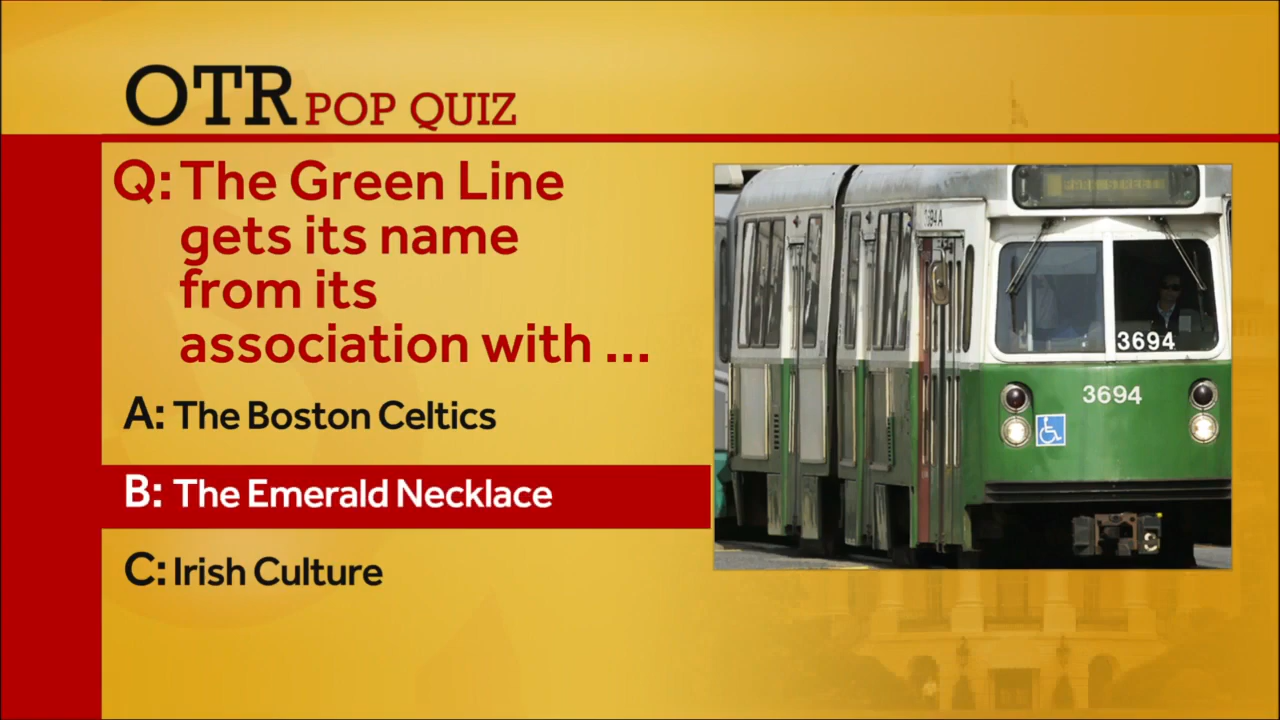 OTR POP QUIZ
Q: The Green Line
gets its name
from its
association with ...
A: The Boston Celtics
B: The Emerald Necklace
C: Irish Culture
3694
3694